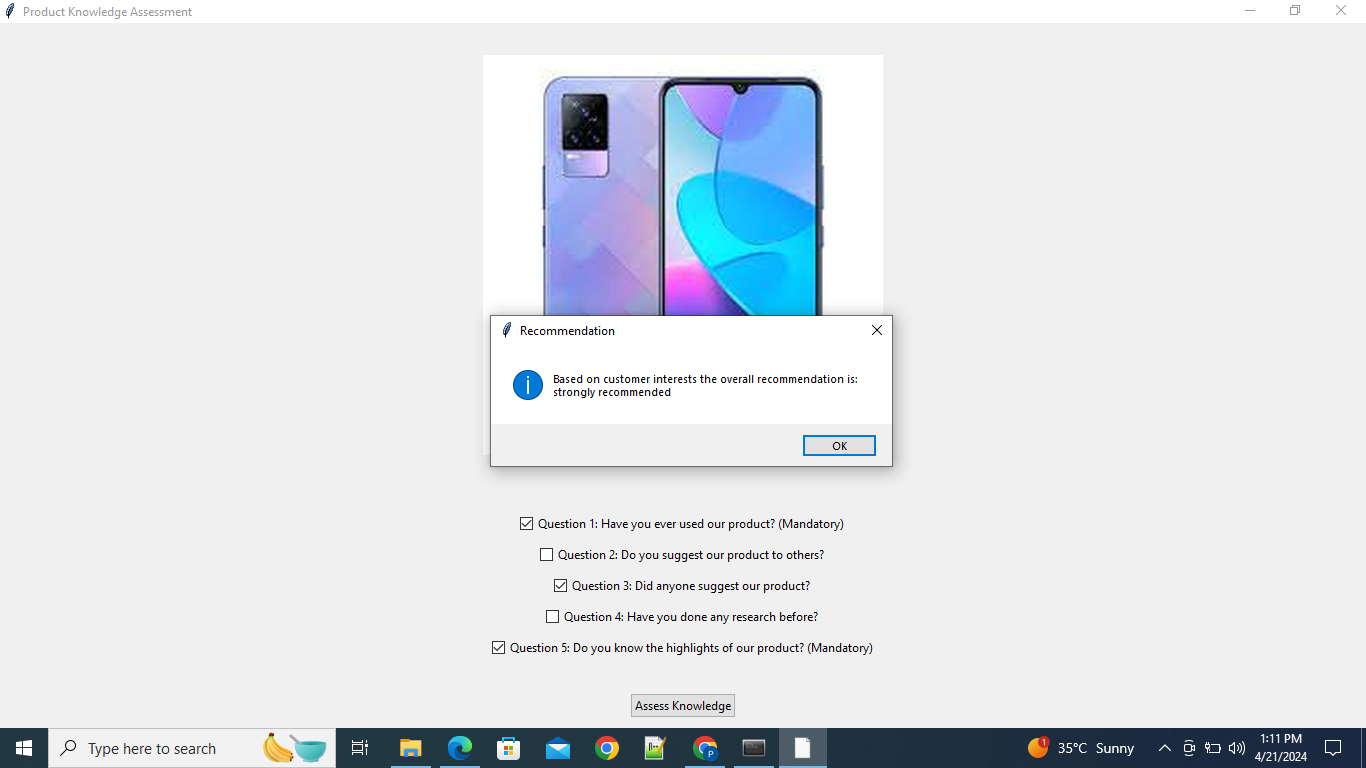 Product Knowledge Assessment
Recommendation
Based on customer interests the overall recommendation is:
strongly recommended
OK
Question 1: Have you ever used our product? (Mandatory)
Question 2: Do you suggest our product to others?
Question 3: Did anyone suggest our product?
Question 4: Have you done any research before?
Question 5: Do you know the highlights of our product? (Mandatory)
Assess Knowledge
Type here to search
1
35°C Sunny
1:11 PM
4/21/2024